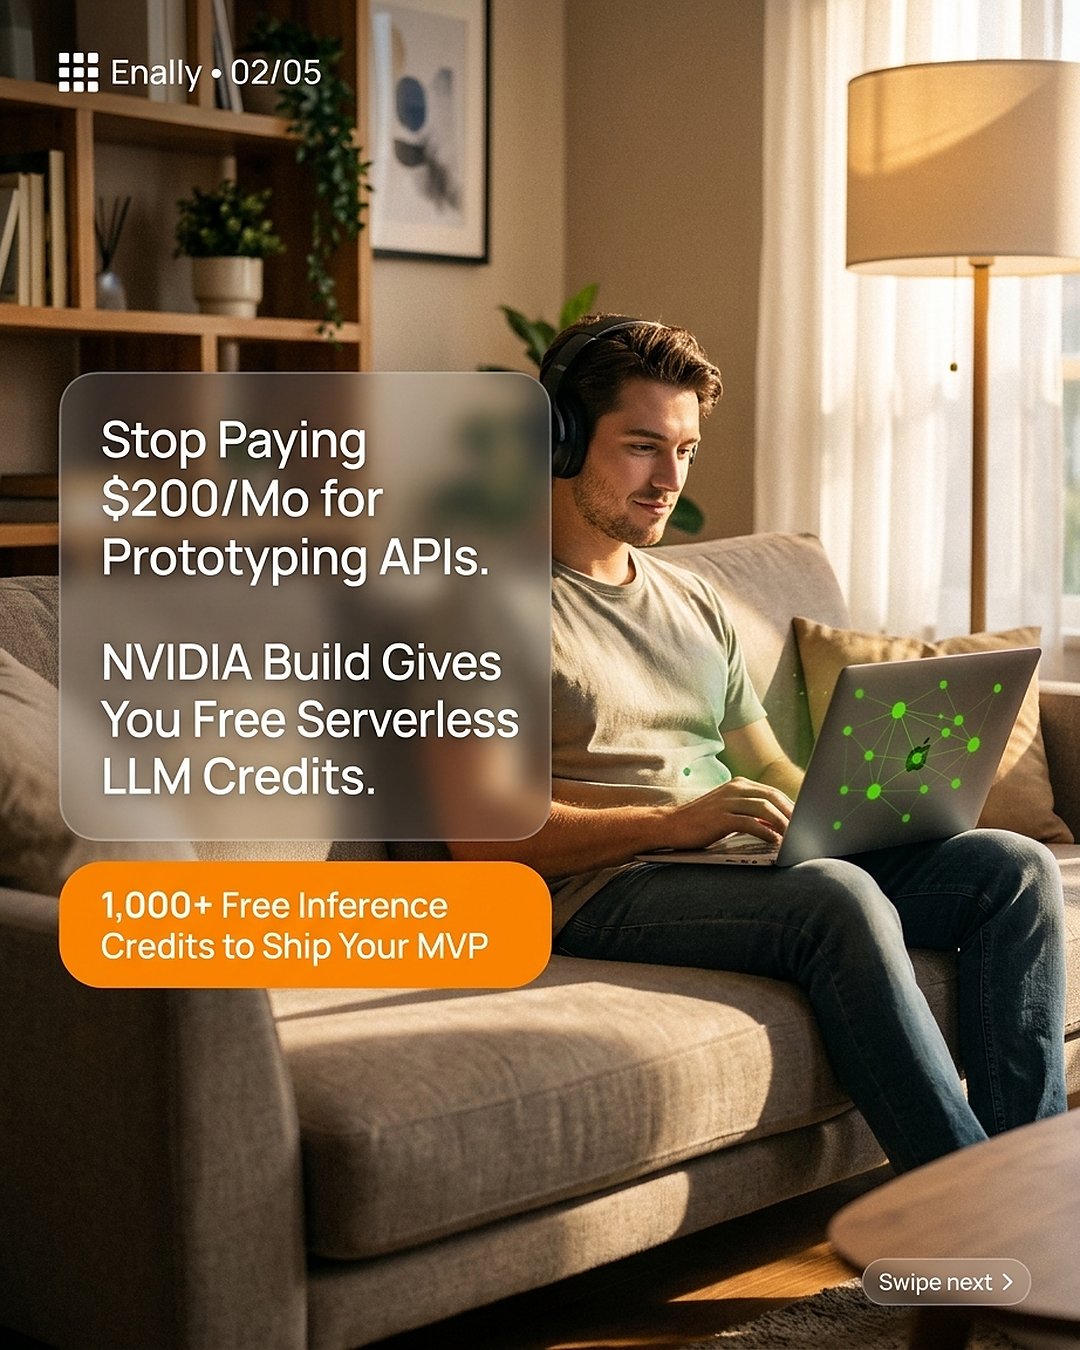 Enally • 02/05
Stop Paying
$200/Mo for
Prototyping APIs.
NVIDIA Build Gives
You Free Serverless
LLM Credits.
1,000+ Free Inference
Credits to Ship Your MVP
Swipe next >